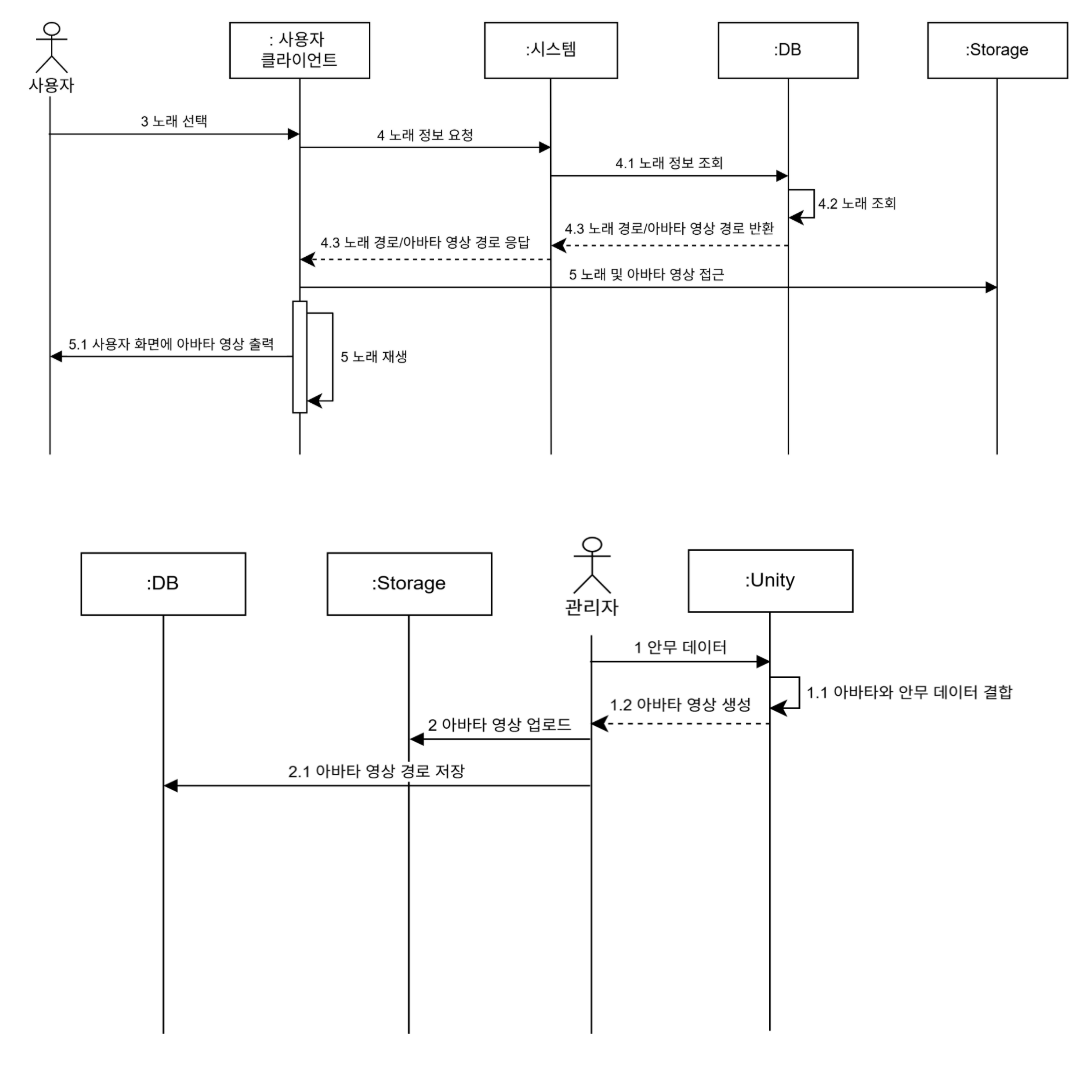 사용자
: 사용자
클라이언트
:시스템
:DB
:Storage
3 노래 선택
4 노래 정보 요청
4.1 노래 정보 조회
4.2 노래 조회
4.3 노래 경로/아바타 영상 경로 반환
4.3 노래 경로/아바타 영상 경로 응답
5 노래 및 아바타 영상 접근
5.1 사용자 화면에 아바타 영상 출력
5 노래 재생
:DB
:Storage
관리자
:Unity
1 안무 데이터
1.1 아바타와 안무 데이터 결합
1.2 아바타 영상 생성
2 아바타 영상 업로드
2.1 아바타 영상 경로 저장